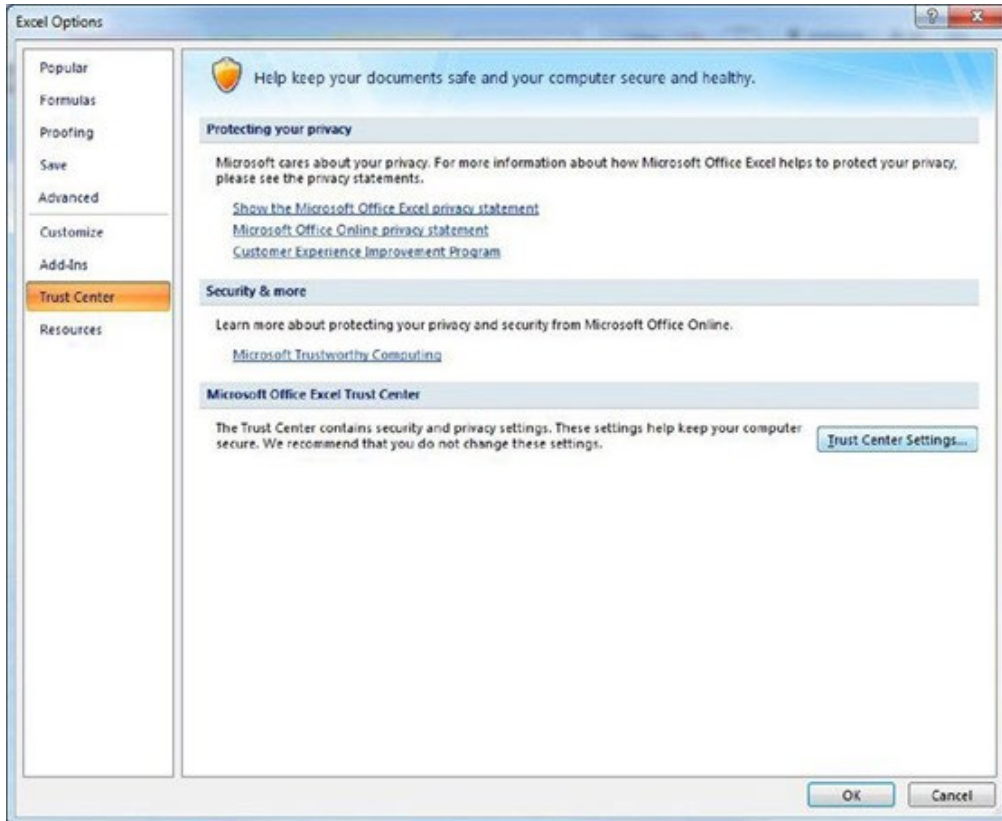 Excel Options
Popular
Formulas
Proofing
Save
Advanced
Customize
Add-Ins
Trust Center
Resources
Help keep your documents safe and your computer secure and healthy.
Protecting your privacy
Microsoft cares about your privacy. For more information about how Microsoft Office Excel helps to protect your privacy,
please see the privacy statements.
Show the Microsoft Office Excel privacy statement
Microsoft Office Online privacy statement
Customer Experience Improvement Program
Security & more
Learn more about protecting your privacy and security from Microsoft Office Online.
Microsoft Trustworthy Computing
Microsoft Office Excel Trust Center
The Trust Center contains security and privacy settings. These settings help keep your computer
secure. We recommend that you do not change these settings.
Trust Center Settings...
OK
Cancel